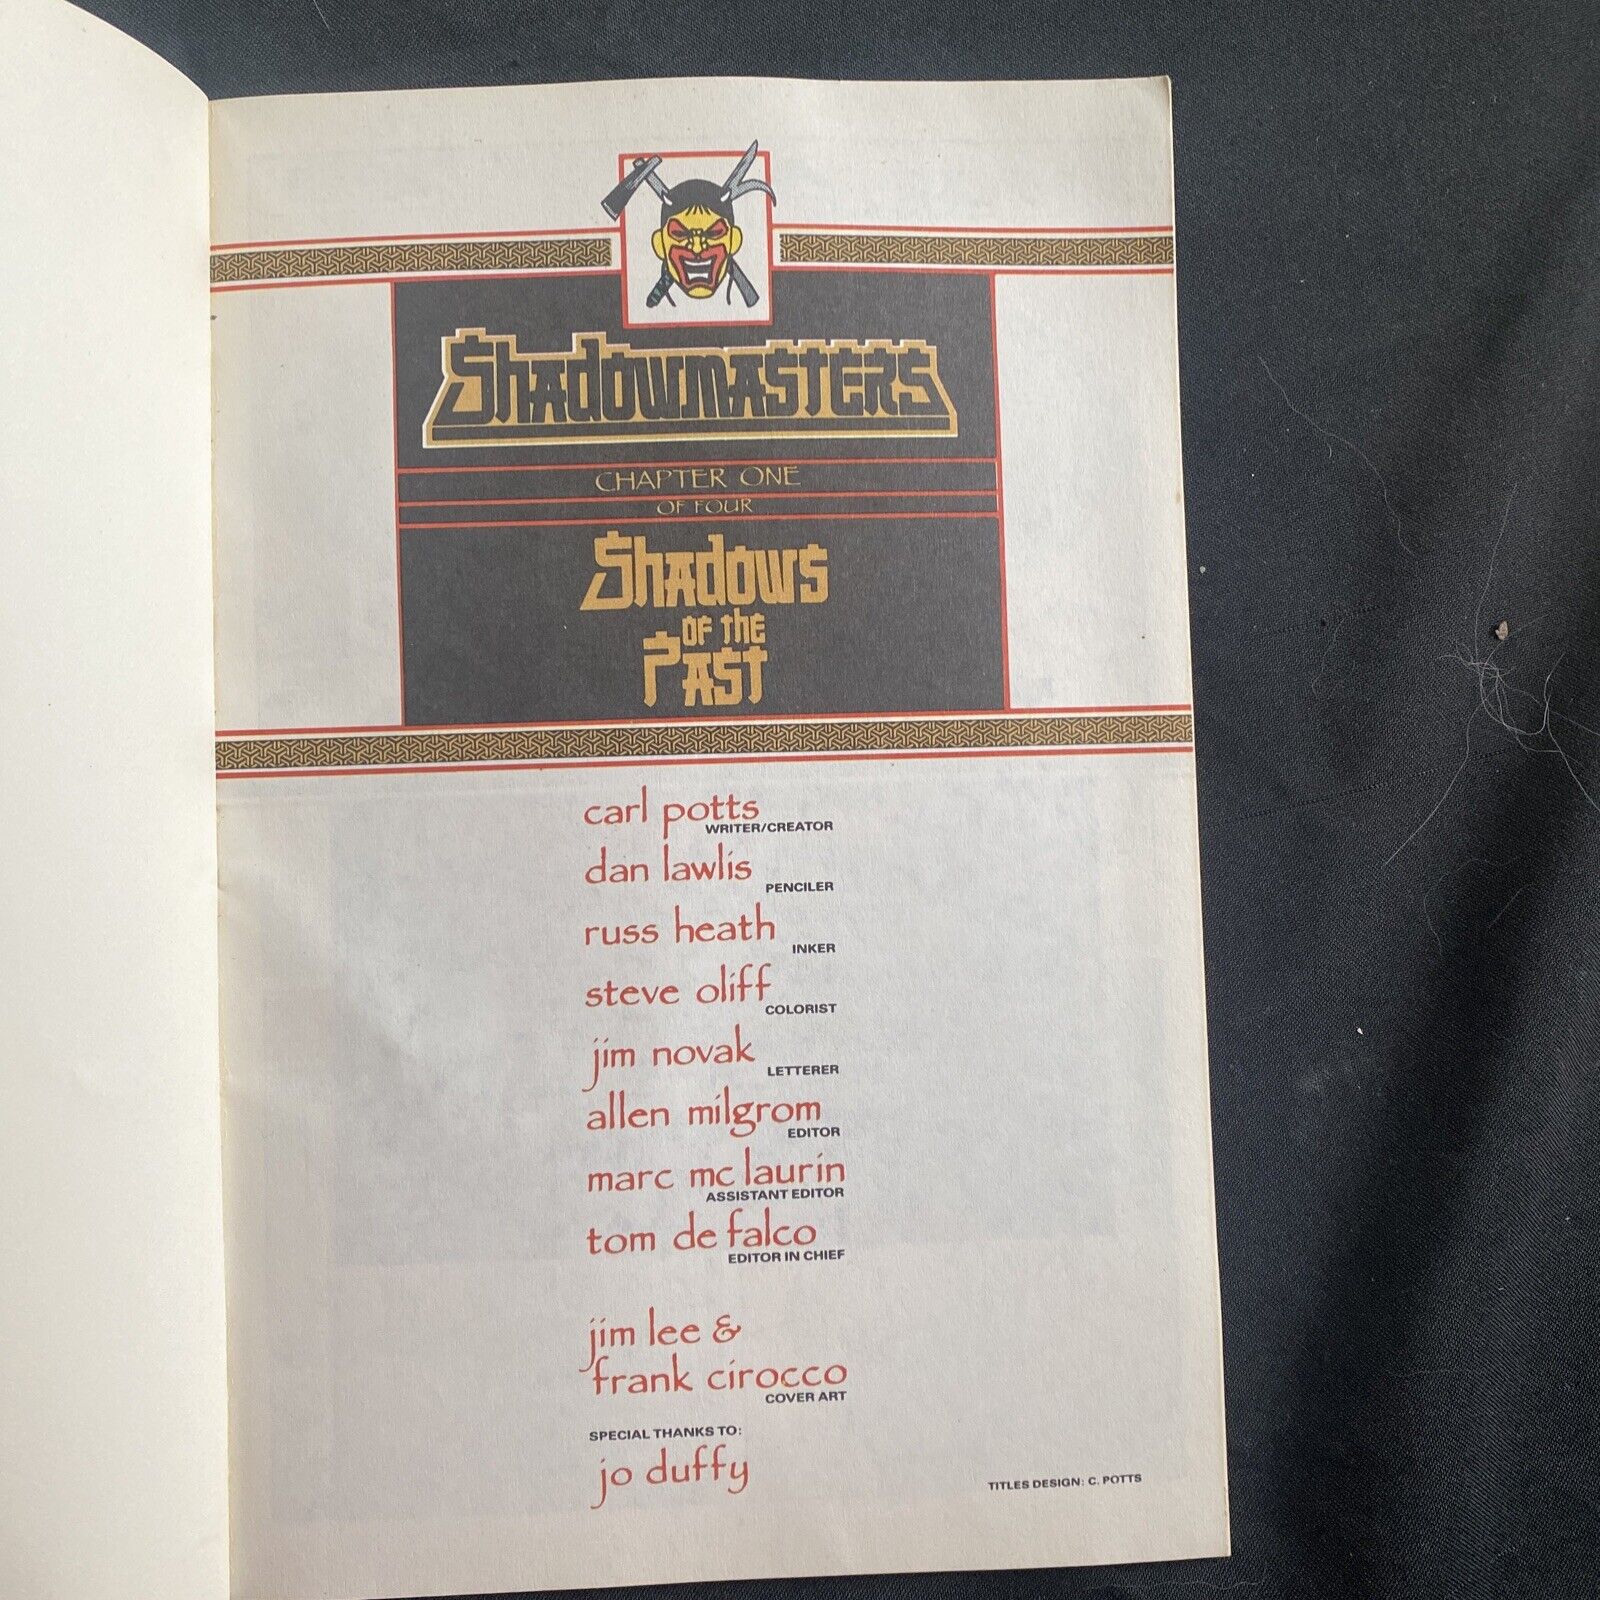 Shadowmasters
CHAPTER ONE
OF FOUR
Shadows
OF the
PAST
carl potts
WRITER/CREATOR
dan lawlis
PENCILER
russ heath
INKER
steve oliff
COLORIST
jim novak
LETTERER
allen milgrom
EDITOR
marc mc laurin
ASSISTANT EDITOR
tom de falco
EDITOR IN CHIEF
jim lee &
frank cirocco
COVER ART
SPECIAL THANKS TO:
jo duffy
TITLES DESIGN: C. POTTS